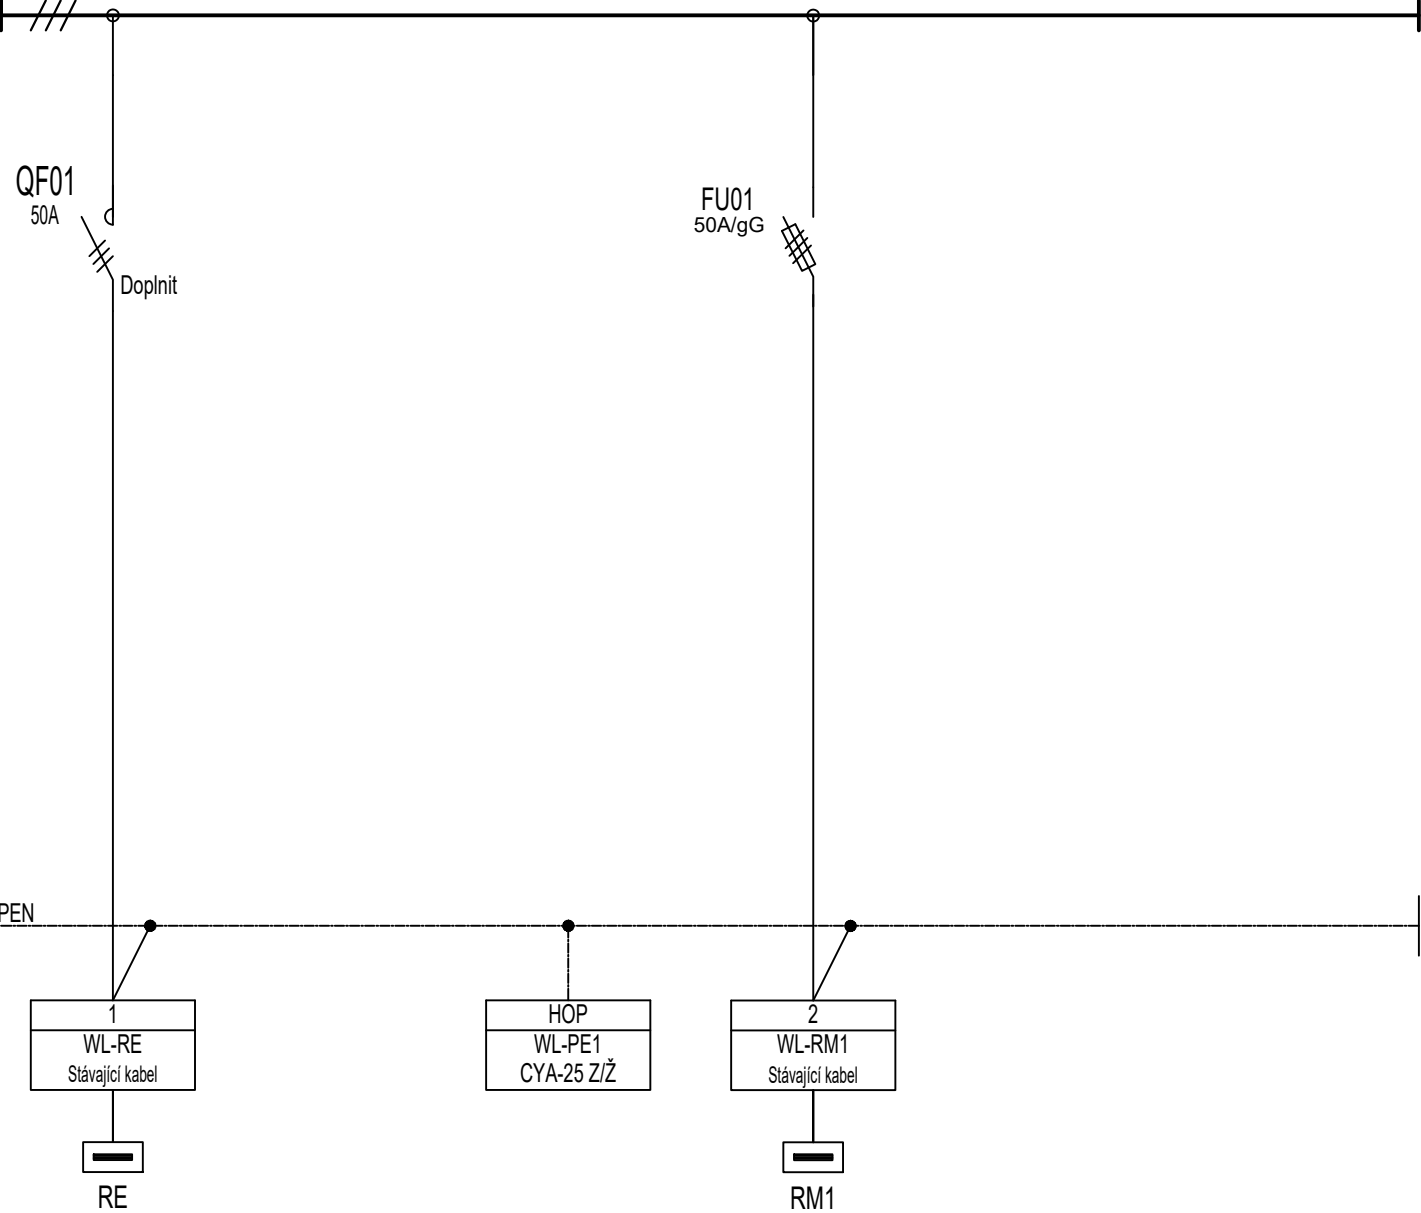 QF01
50A
Doplnit
FU01
50A/gG
PEN
1
WL-RE
Stávající kabel
RE
HOP
WL-PE1
CYA-25 Z/Ž
2
WL-RM1
Stávající kabel
RM1